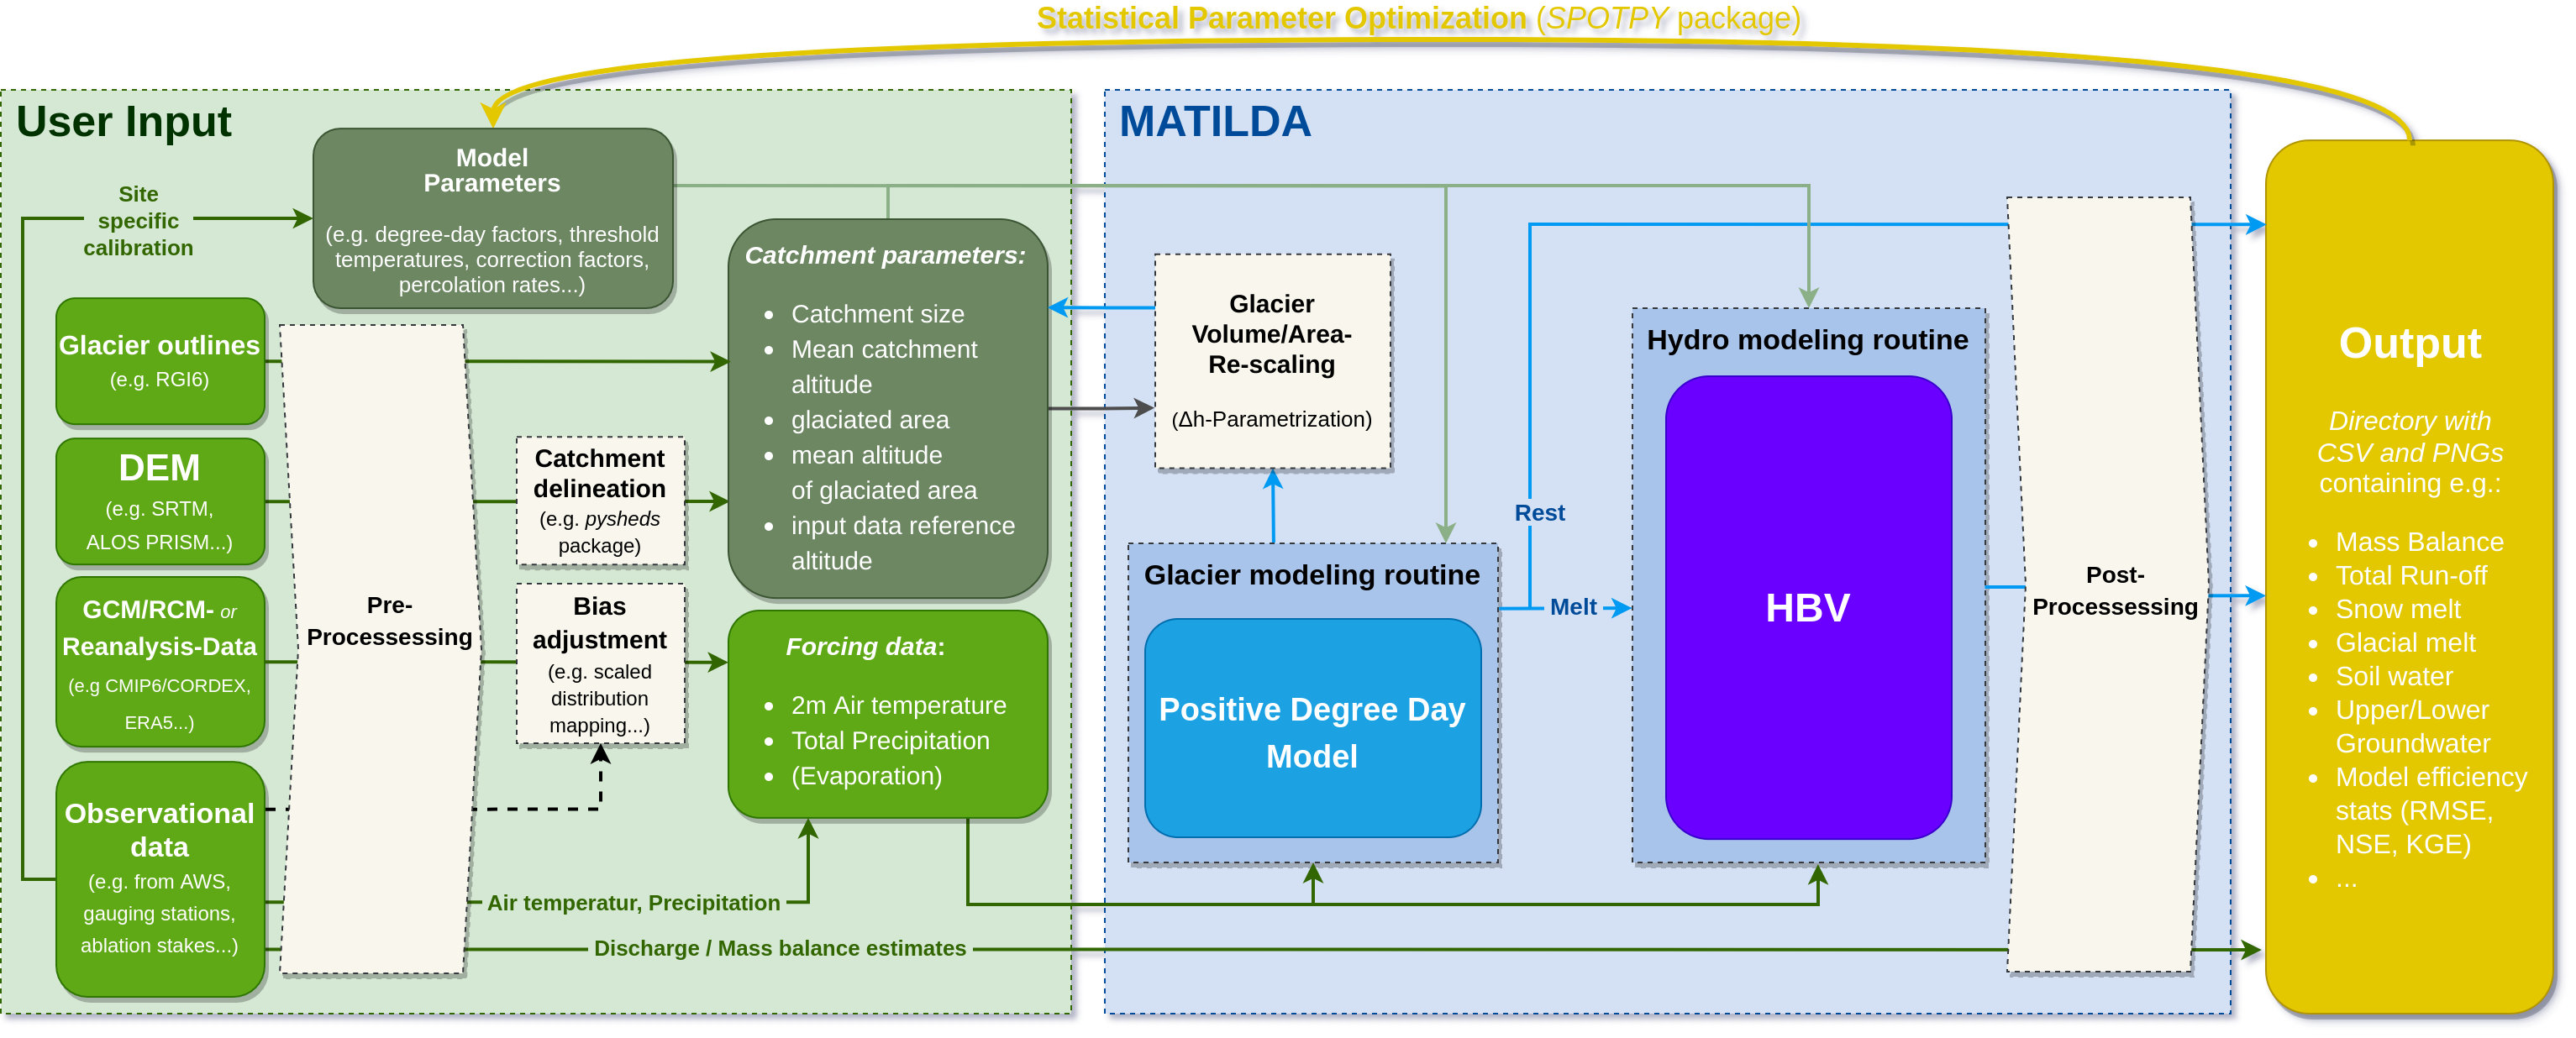 Statistical Parameter Optimization (SPOTPY package)
User Input
Model
Parameters
(e.g. degree-day factors, threshold
temperatures, correction factors,
percolation rates...)
Site
specific
calibration
Glacier outlines
(e.g. RGI6)
DEM
(e.g. SRTM,
ALOS PRISM...)
GCM/RCM- or
Reanalysis-Data
(e.g CMIP6/CORDEX,
ERA5...)
Observational
data
(e.g. from AWS,
gauging stations,
ablation stakes...)
Pre-
Processessing
Catchment
delineation
(e.g. pysheds
package)
Bias
adjustment
(e.g. scaled
distribution
mapping...)
Catchment parameters:
• Catchment size
• Mean catchment
altitude
• glaciated area
• mean altitude
of glaciated area
• input data reference
altitude
Forcing data:
• 2m Air temperature
• Total Precipitation
• (Evaporation)
Air temperatur, Precipitation
Discharge / Mass balance estimates
MATILDA
Glacier
Volume/Area-
Re-scaling
(Δh-Parametrization)
Glacier modeling routine
Positive Degree Day
Model
Rest
Melt
Hydro modeling routine
HBV
Post-
Processessing
Output
Directory with
CSV and PNGs
containing e.g.:
• Mass Balance
• Total Run-off
• Snow melt
• Glacial melt
• Soil water
• Upper/Lower
Groundwater
• Model efficiency
stats (RMSE,
NSE, KGE)
• ...